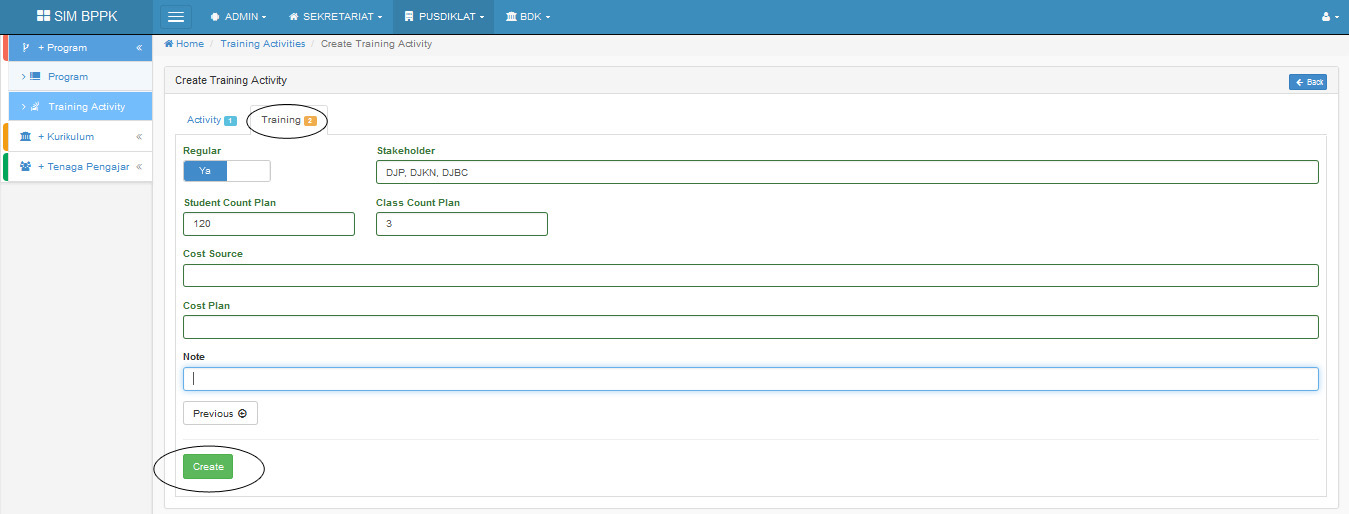 SIM BPPK ADMIN SEKRETARIAT PUSDIKLAT BDK
+ Program «
Home / Training Activities / Create Training Activity
> Program
> Training Activity
+ Kurikulum «
+ Tenaga Pengajar «
Create Training Activity
Back
Activity 1 Training 2
Regular Stakeholder
Ya DJP, DJKN, DJBC
Student Count Plan Class Count Plan
120 3
Cost Source
Cost Plan
Note
Previous
Create